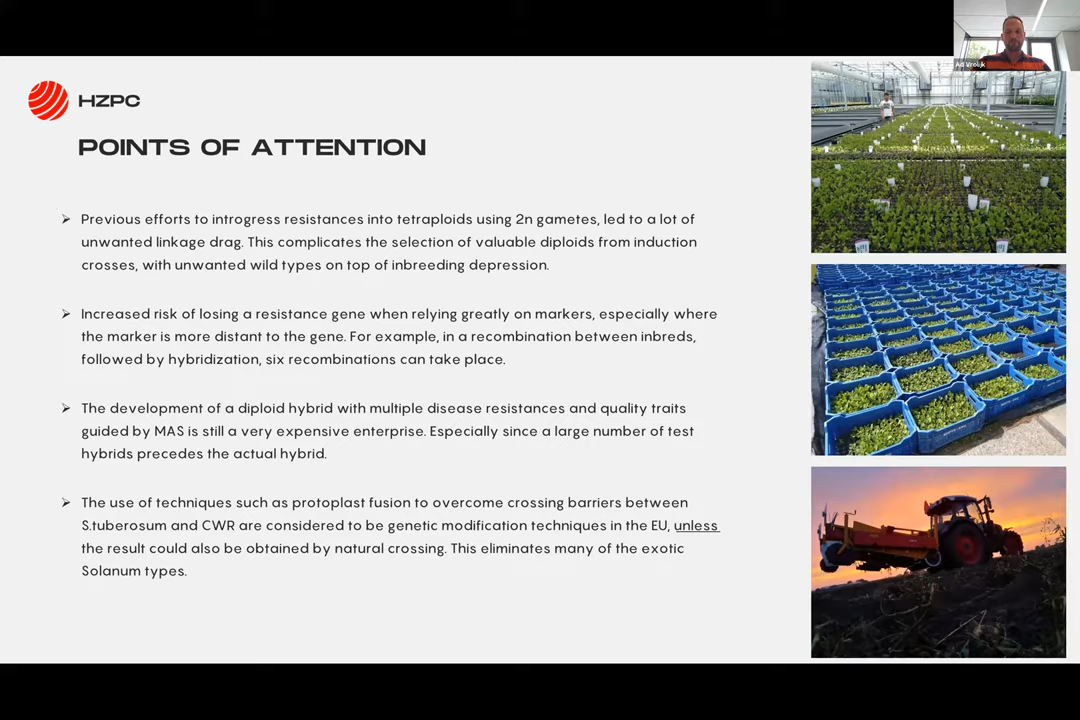 Ad Vrolijk
HZPC
POINTS OF ATTENTION
➢ Previous efforts to introgress resistances into tetraploids using 2n gametes, led to a lot of
unwanted linkage drag. This complicates the selection of valuable diploids from induction
crosses, with unwanted wild types on top of inbreeding depression.
➢ Increased risk of losing a resistance gene when relying greatly on markers, especially where
the marker is more distant to the gene. For example, in a recombination between inbreds,
followed by hybridization, six recombinations can take place.
➢ The development of a diploid hybrid with multiple disease resistances and quality traits
guided by MAS is still a very expensive enterprise. Especially since a large number of test
hybrids precedes the actual hybrid.
➢ The use of techniques such as protoplast fusion to overcome crossing barriers between
S.tuberosum and CWR are considered to be genetic modification techniques in the EU, unless
the result could also be obtained by natural crossing. This eliminates many of the exotic
Solanum types.